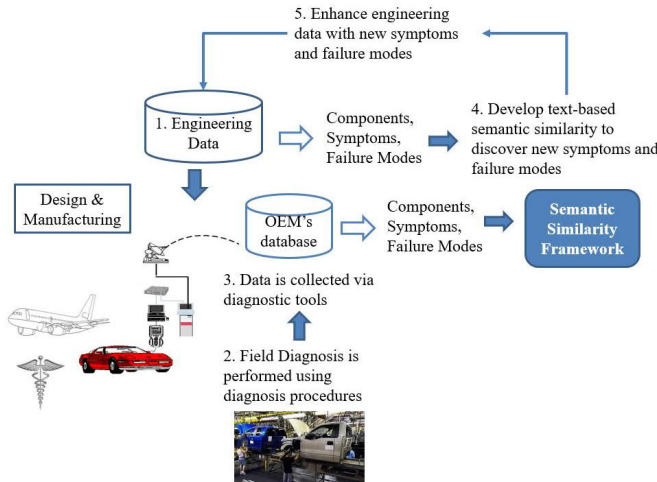 5. Enhance engineering
data with new symptoms
and failure modes
1. Engineering
Data
Components,
Symptoms,
Failure Modes
4. Develop text-based
semantic similarity to
discover new symptoms and
failure modes
Design &
Manufacturing
OEM's
database
Components,
Symptoms,
Failure Modes
Semantic
Similarity
Framework
3. Data is collected via
diagnostic tools
2. Field Diagnosis is
performed using
diagnosis procedures